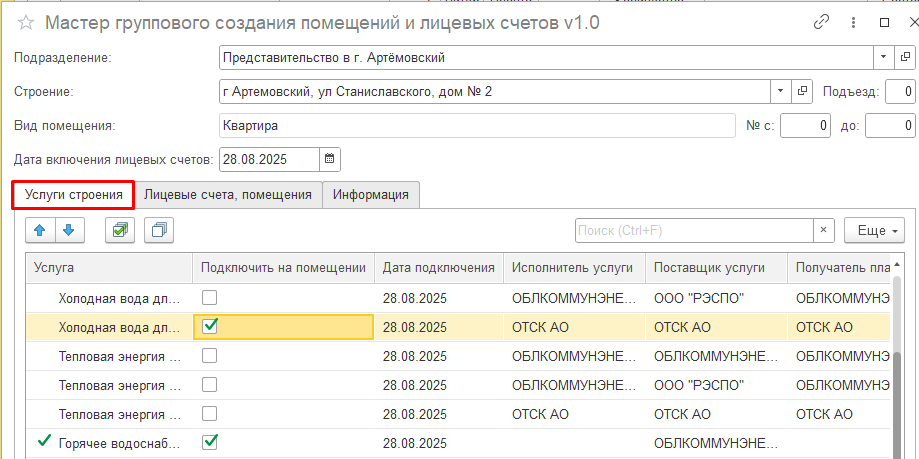 Мастер группового создания помещений и лицевых счетов v1.0
Подразделение: Представительство в г. Артёмовский
Строение: г Артемовский, ул Станиславского, дом № 2 Подъезд: 0
Вид помещения: Квартира № с: 0 до: 0
Дата включения лицевых счетов: 28.08.2025
Услуги строения Лицевые счета, помещения Информация
Поиск (Ctrl+F) × Еще
Услуга Подключить на помещении Дата подключения Исполнитель услуги Поставщик услуги Получатель пла
Холодная вода дл... 28.08.2025 ОБЛКОММУНЭНЕ... ООО "РЭСПО" ОБЛКОММУНЭ
Холодная вода дл... 28.08.2025 ОТСК АО ОТСК АО ОТСК АО
Тепловая энергия ... 28.08.2025 ОБЛКОММУНЭНЕ... ОБЛКОММУНЭНЕ... ОБЛКОММУНЭ
Тепловая энергия ... 28.08.2025 ОБЛКОММУНЭНЕ... ООО "РЭСПО" ОБЛКОММУНЭ
Тепловая энергия ... 28.08.2025 ОТСК АО ОТСК АО ОТСК АО
Горячее водоснаб... 28.08.2025 ОБЛКОММУНЭНЕ...